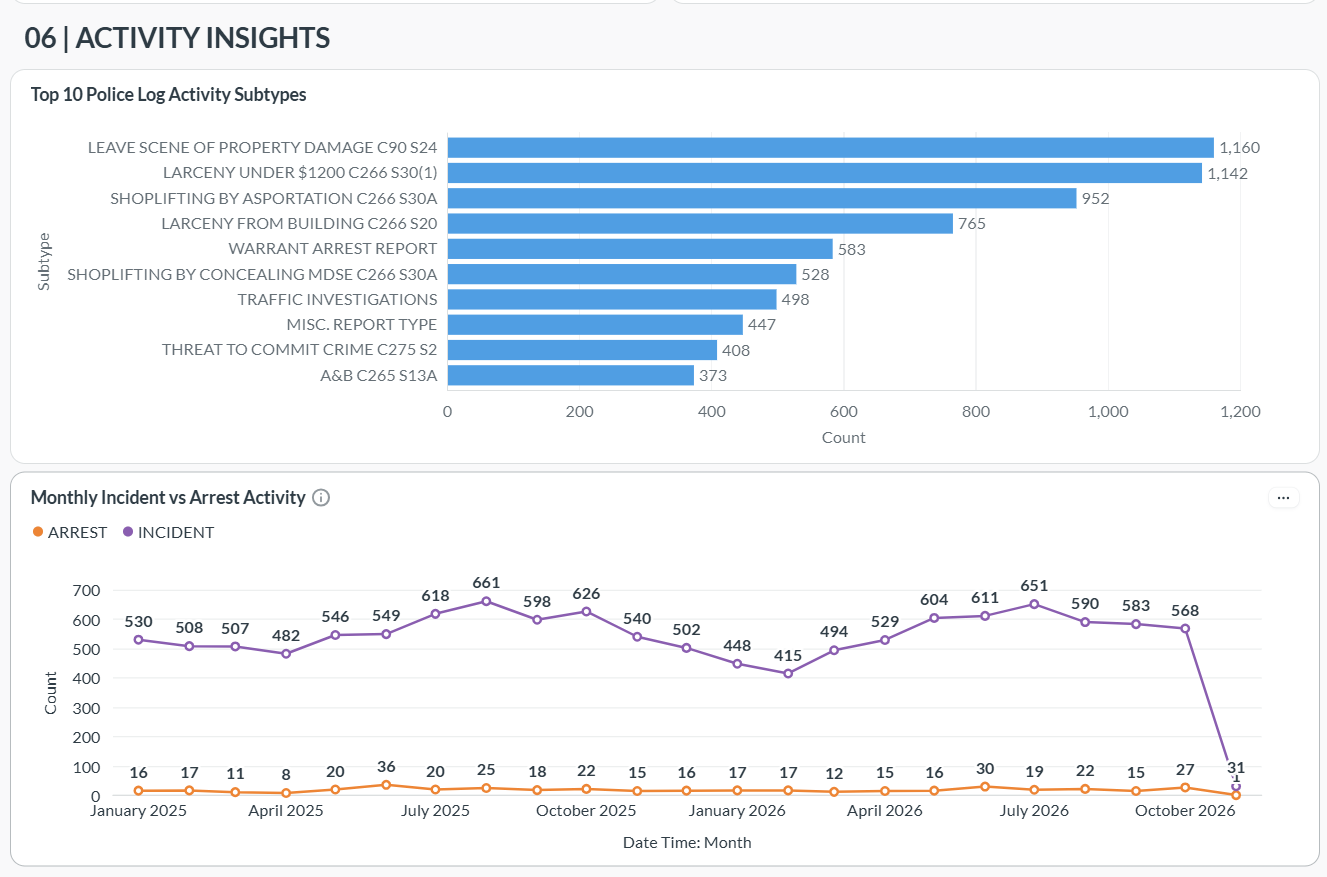 06 | ACTIVITY INSIGHTS
Top 10 Police Log Activity Subtypes
Subtype
LEAVE SCENE OF PROPERTY DAMAGE C90 S24
1,160
LARCENY UNDER $1200 C266 S30(1)
1,142
SHOPLIFTING BY ASPORTATION C266 S30A
952
LARCENY FROM BUILDING C266 S20
765
WARRANT ARREST REPORT
583
SHOPLIFTING BY CONCEALING MDSE C266 S30A
528
TRAFFIC INVESTIGATIONS
498
MISC. REPORT TYPE
447
THREAT TO COMMIT CRIME C275 S2
408
A&B C265 S13A
373
0 200 400 600 800 1,000 1,200
Count
Monthly Incident vs Arrest Activity
ARREST INCIDENT
Count
700
600
500
400
300
200
100
0
530 508 507 482 546 549 618 661 598 626 540 502 448 415 494 529 604 611 651 590 583 568 31
16 17 11 8 20 36 20 25 18 22 15 16 17 17 12 15 16 30 19 22 15 27 1
January 2025 April 2025 July 2025 October 2025 January 2026 April 2026 July 2026 October 2026
Date Time: Month